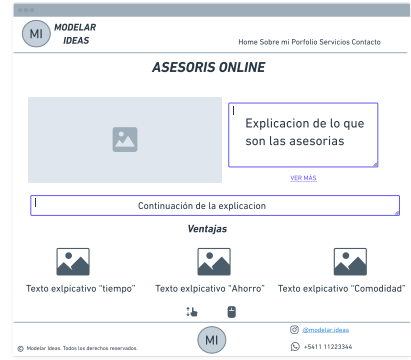 MI
MODELAR
IDEAS
Home Sobre mi Porfolio Servicios Contacto
ASESORIS ONLINE
Explicacion de lo que
son las asesorias
VER MÁS
Continuación de la explicacion
Ventajas
Texto exlpicativo “tiempo”
Texto exlpicativo “Ahorro”
Texto exlpicativo “Comodidad”
MI
@modelar.ideas
© Modelar Ideas. Todos los derechos reservados.
+5411 11223344